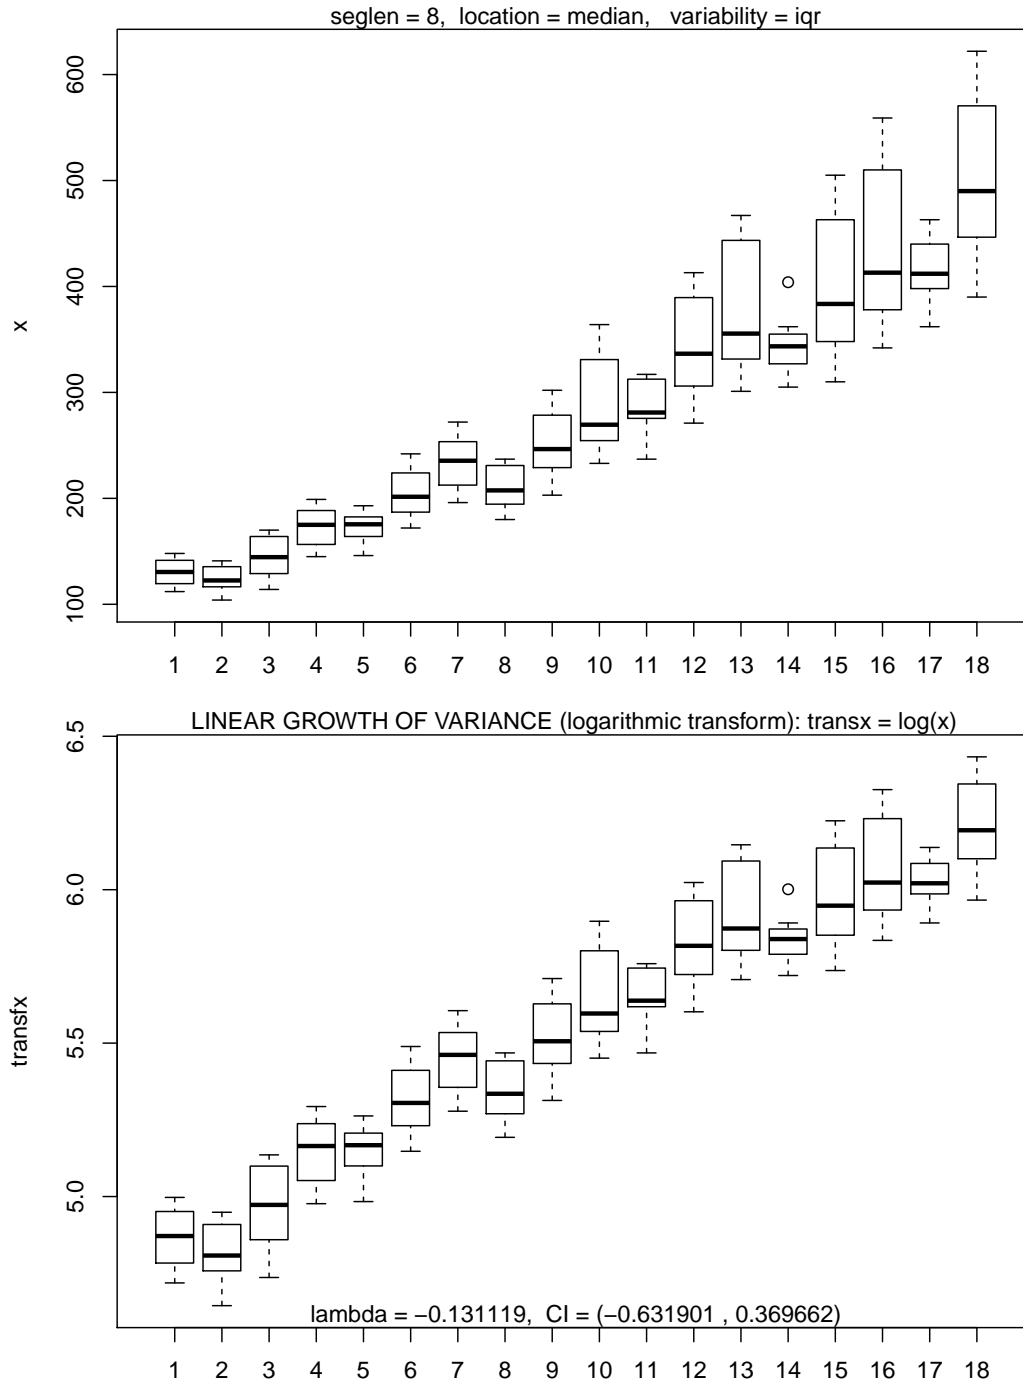 seglen = 8, location = median, variability = iqr
600
500
400
300
200
100
x
1 2 3 4 5 6 7 8 9 10 11 12 13 14 15 16 17 18
LINEAR GROWTH OF VARIANCE (logarithmic transform): transx = log(x)
6.5
6.0
5.5
5.0
transfx
lambda = −0.131119, CI = (−0.631901 , 0.369662)
1 2 3 4 5 6 7 8 9 10 11 12 13 14 15 16 17 18